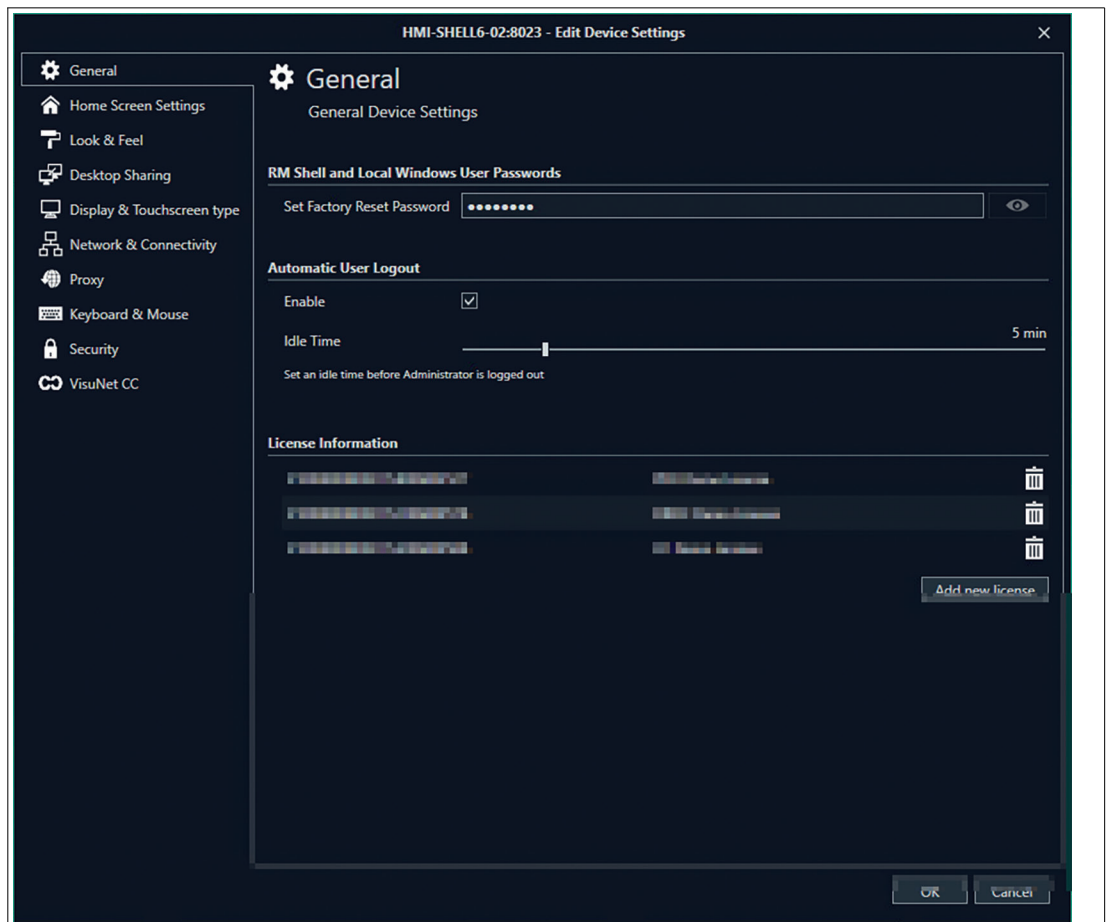 HMI-SHELL6-02:8023 - Edit Device Settings
General
Home Screen Settings
Look & Feel
Desktop Sharing
Display & Touchscreen type
Network & Connectivity
Proxy
Keyboard & Mouse
Security
VisuNet CC
General
General Device Settings
RM Shell and Local Windows User Passwords
Set Factory Reset Password
Automatic User Logout
Enable
Idle Time
5 min
Set an idle time before Administrator is logged out
License Information
Add new license
OK
Cancel